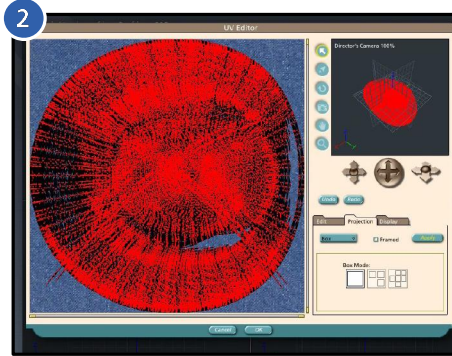 2
UV Editor
Director's Camera 100%
Undo Redo
Edit Projection Display
Box Framed Apply
Box Mode:
Cancel OK